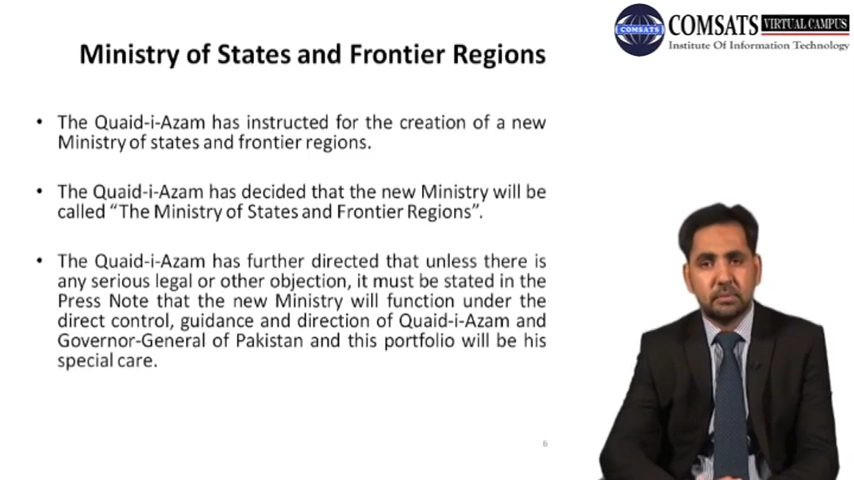 COMSATS
COMSATS VIRTUAL CAMPUS
Institute Of Information Technology
Ministry of States and Frontier Regions
• The Quaid-i-Azam has instructed for the creation of a new
Ministry of states and frontier regions.
• The Quaid-i-Azam has decided that the new Ministry will be
called “The Ministry of States and Frontier Regions”.
• The Quaid-i-Azam has further directed that unless there is
any serious legal or other objection, it must be stated in the
Press Note that the new Ministry will function under the
direct control, guidance and direction of Quaid-i-Azam and
Governor-General of Pakistan and this portfolio will be his
special care.
6